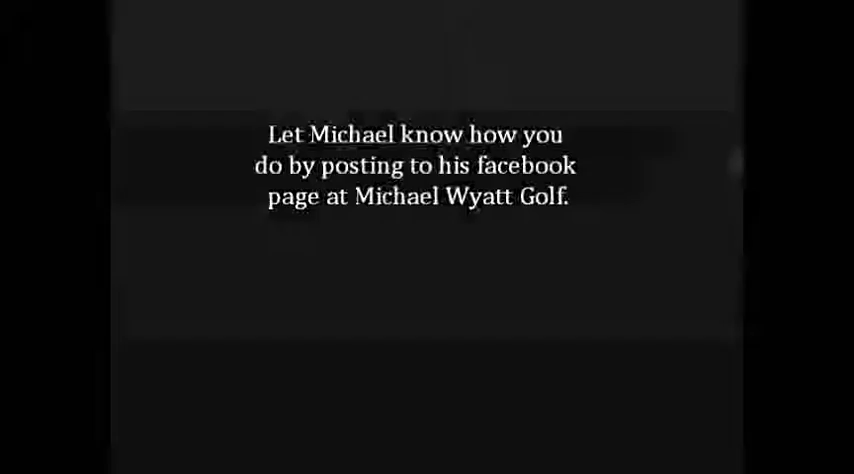 Let Michael know how you
do by posting to his facebook
page at Michael Wyatt Golf.